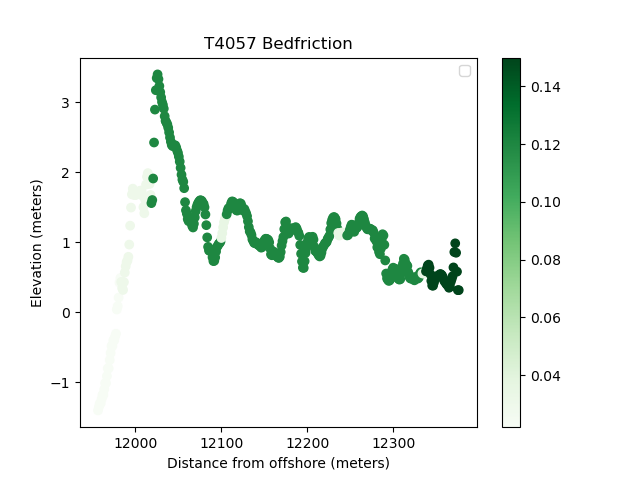 T4057 Bedfriction
3
2
1
0
−1
Elevation (meters)
12000 12100 12200 12300
Distance from offshore (meters)
0.14
0.12
0.10
0.08
0.06
0.04